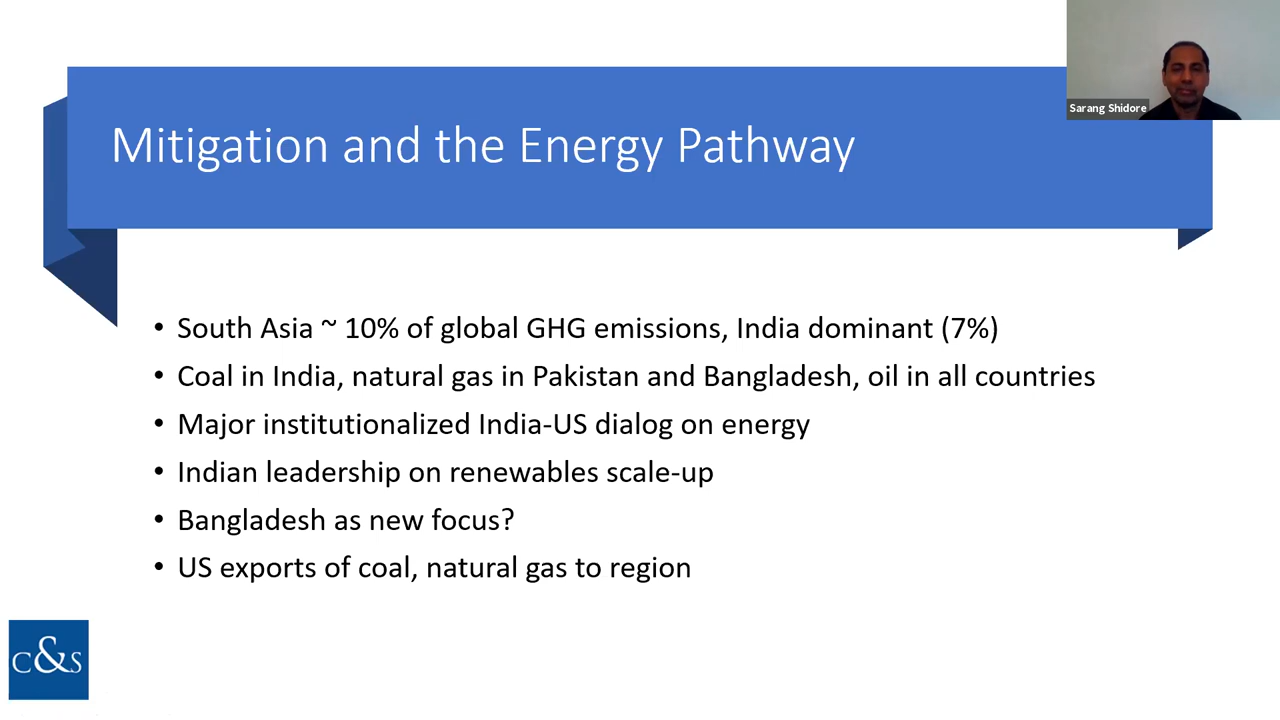 Sarang Shidore
Mitigation and the Energy Pathway
• South Asia ~ 10% of global GHG emissions, India dominant (7%)
• Coal in India, natural gas in Pakistan and Bangladesh, oil in all countries
• Major institutionalized India-US dialog on energy
• Indian leadership on renewables scale-up
• Bangladesh as new focus?
• US exports of coal, natural gas to region
C&S